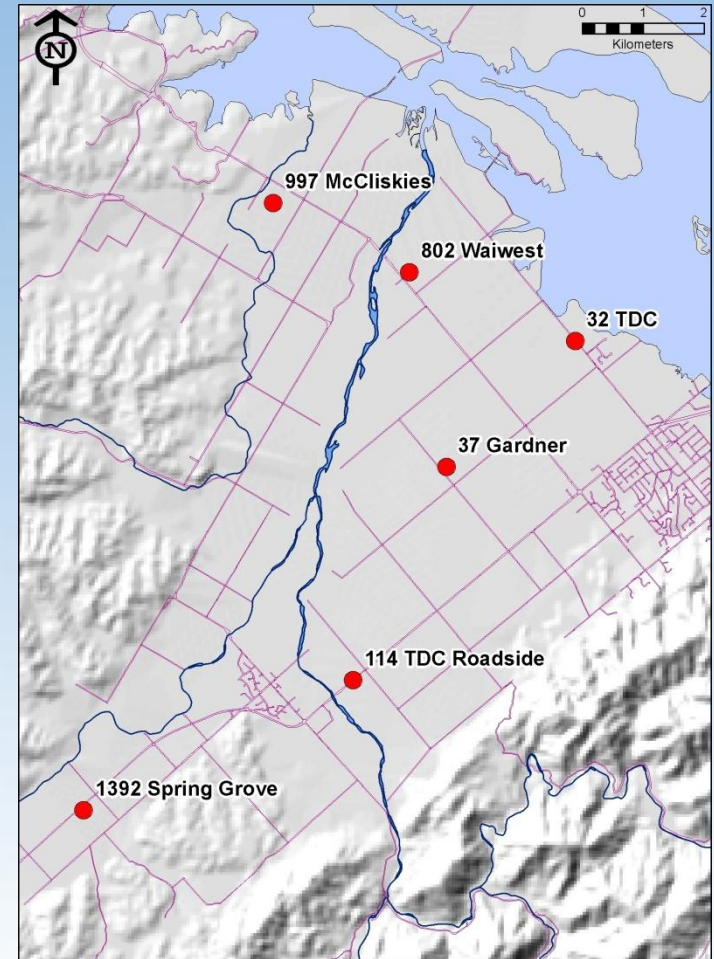 N
0 1 2
Kilometers
997 McCliskies
802 Waiwest
32 TDC
37 Gardner
114 TDC Roadside
1392 Spring Grove